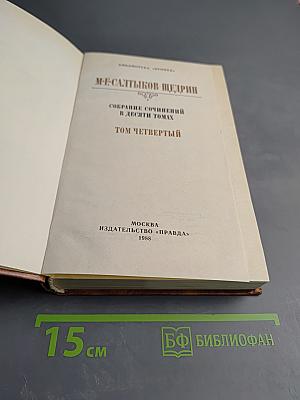 БИБЛИОТЕКА «ОГОНЕК»
М·Е·САЛТЫКОВ-ЩЕДРИН
СОБРАНИЕ СОЧИНЕНИЙ
В ДЕСЯТИ ТОМАХ
ТОМ ЧЕТВЕРТЫЙ
МОСКВА
ИЗДАТЕЛЬСТВО «ПРАВДА»
1988
15 СМ
БФ БИБЛИОФАН